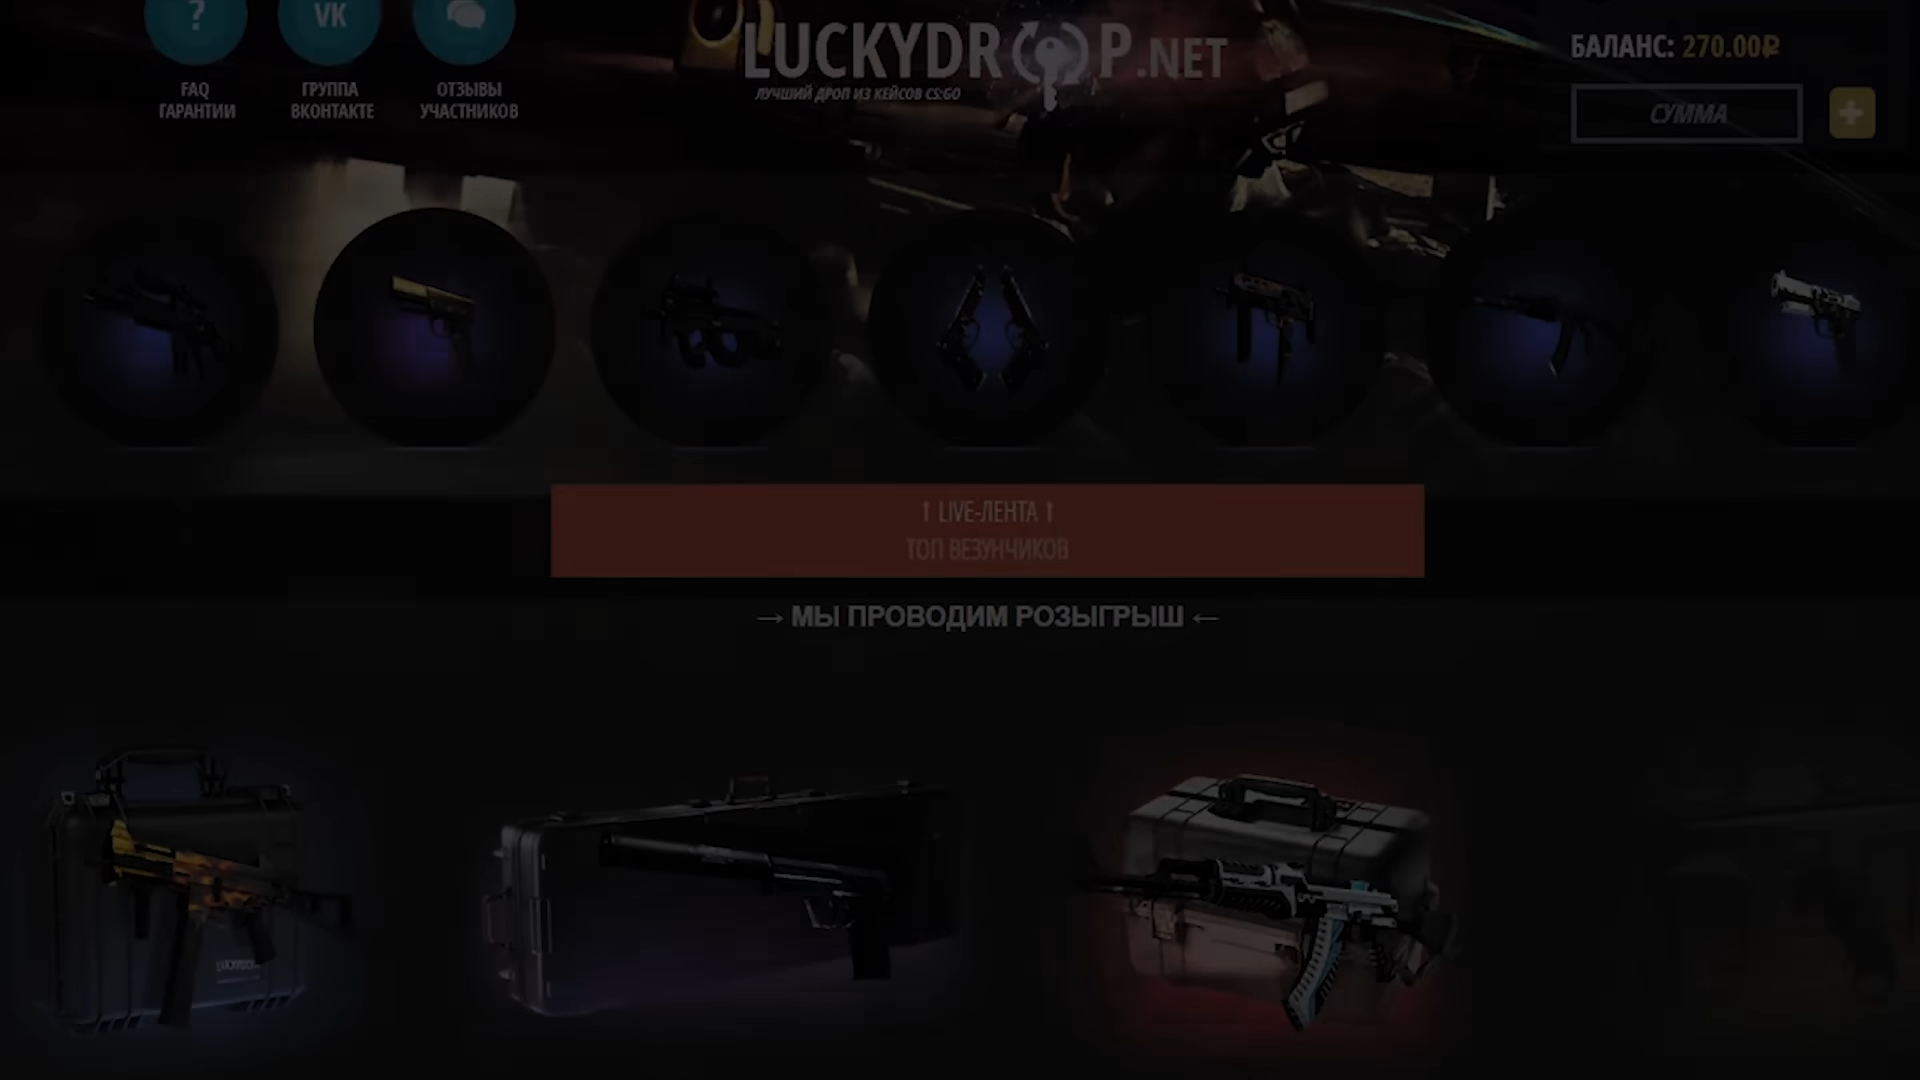 ?
VK
FAQ
ГАРАНТИИ
ГРУППА
ВКОНТАКТЕ
ОТЗЫВЫ
УЧАСТНИКОВ
LUCKYDROP.NET
ЛУЧШИЙ ДРОП ИЗ КЕЙСОВ CS:GO
БАЛАНС: 270.00₽
СУММА
+
↑ LIVE-ЛЕНТА ↑
ТОП ВЕЗУНЧИКОВ
→ МЫ ПРОВОДИМ РОЗЫГРЫШ ←